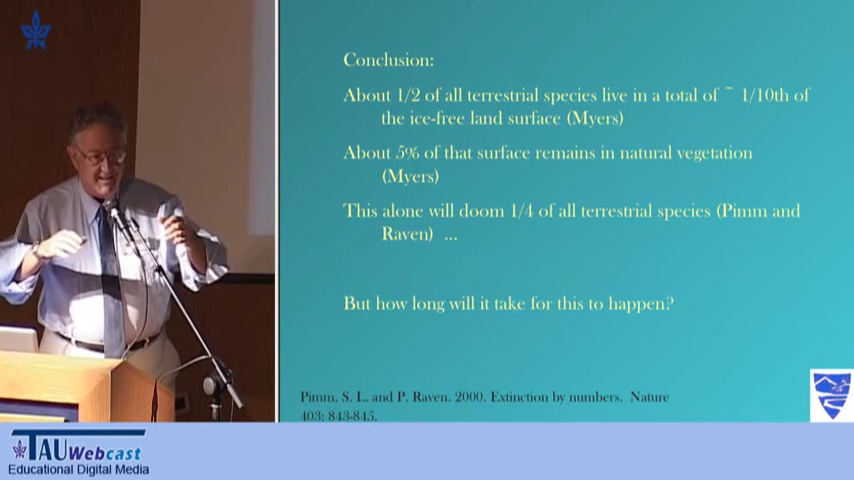 Conclusion:
About 1/2 of all terrestrial species live in a total of ~ 1/10th of
the ice-free land surface (Myers)
About 5% of that surface remains in natural vegetation
(Myers)
This alone will doom 1/4 of all terrestrial species (Pimm and
Raven) ...
But how long will it take for this to happen?
Pimm, S. L. and P. Raven. 2000. Extinction by numbers. Nature
403: 843-845.
TAU Webcast
Educational Digital Media